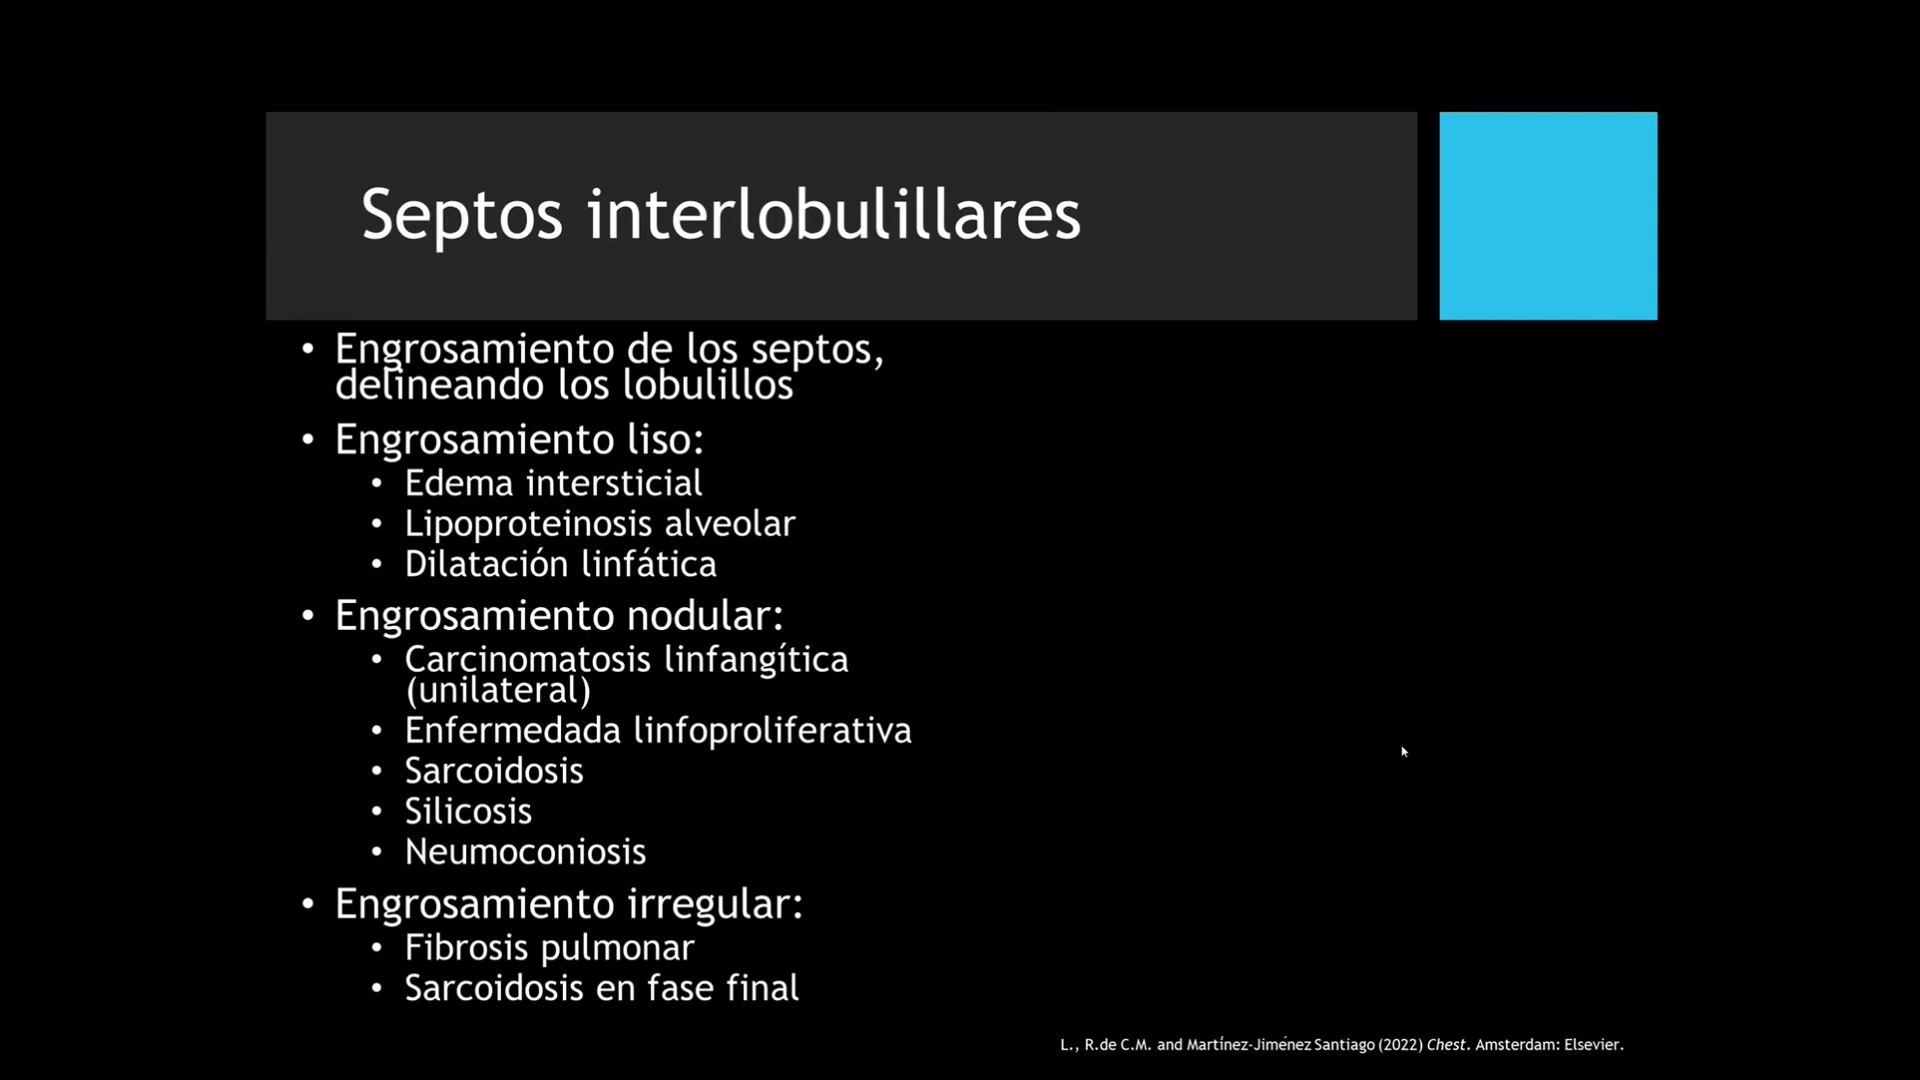 Septos interlobulillares
• Engrosamiento de los septos,
delineando los lobulillos
• Engrosamiento liso:
• Edema intersticial
• Lipoproteinosis alveolar
• Dilatación linfática
• Engrosamiento nodular:
• Carcinomatosis linfangítica
(unilateral)
• Enfermedada linfoproliferativa
• Sarcoidosis
• Silicosis
• Neumoconiosis
• Engrosamiento irregular:
• Fibrosis pulmonar
• Sarcoidosis en fase final
L., R.de C.M. and Martínez-Jiménez Santiago (2022) Chest. Amsterdam: Elsevier.